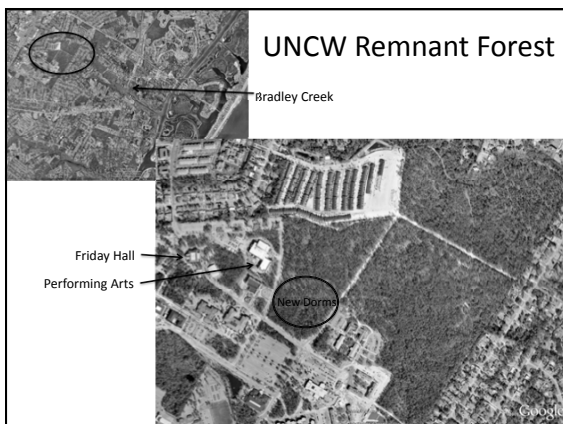 UNCW Remnant Forest
Bradley Creek
Friday Hall
Performing Arts
New Dorms
Google